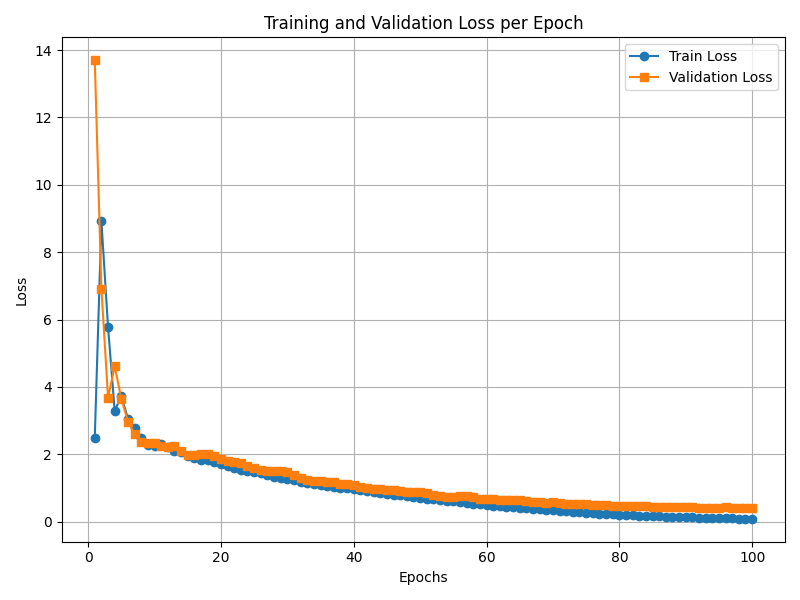 Training and Validation Loss per Epoch
14
12
10
8
6
4
2
0
Loss
Train Loss
Validation Loss
0 20 40 60 80 100
Epochs